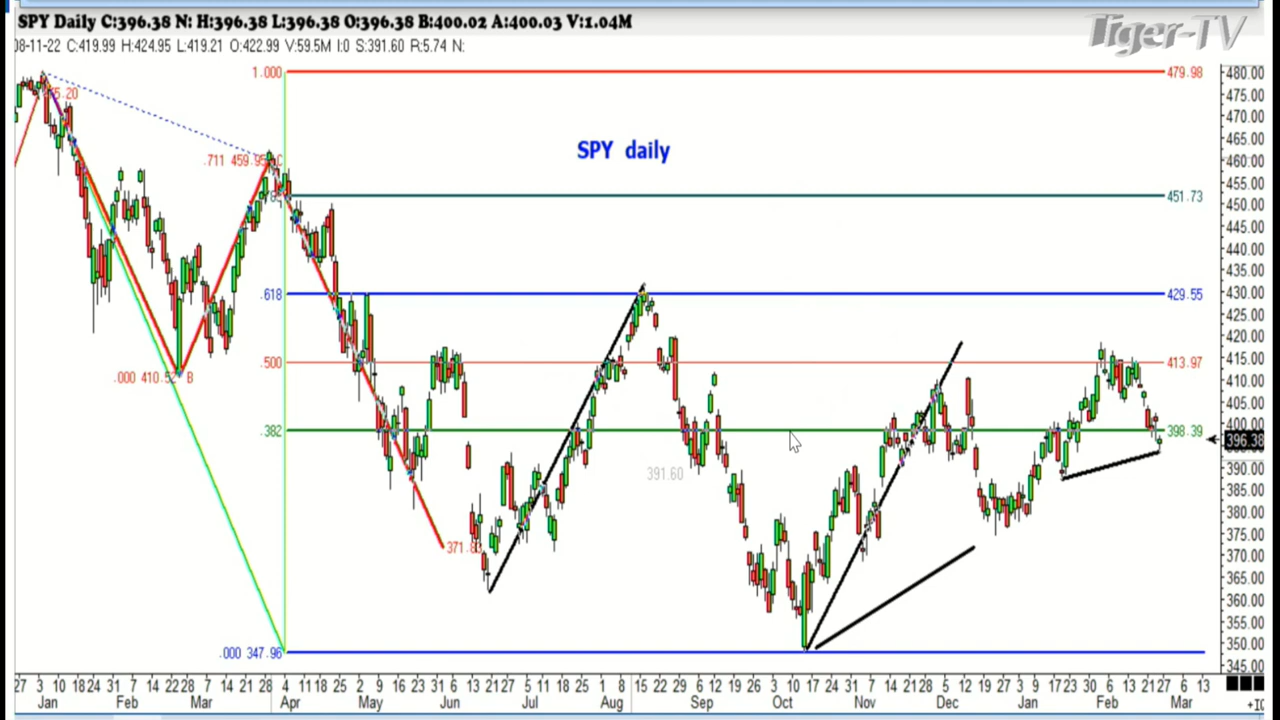 SPY Daily C:396.38 N: H:396.38 L:396.38 O:396.38 B:400.02 A:400.03 V:1.04M
Tiger-TV
08-11-22 C:419.99 H:424.95 L:419.21 O:422.99 V:59.5M I:0 S:391.60 R:5.74 N:
1.000 479.98 480.00
475.00
470.00
465.00
.711 459.95 C 460.00
SPY daily
455.00
451.73 450.00
445.00
440.00
435.00
.618 429.55 430.00
425.00
420.00
.500 413.97 415.00
.000 410.52 B 410.00
405.00
.382 398.39 400.00
396.38
391.60 390.00
385.00
380.00
375.00
371.83 370.00
365.00
360.00
355.00
.000 347.96 350.00
345.00
27 3 10 18 24 31 7 14 22 28 7 14 21 28 4 11 18 25 2 9 16 23 31 6 13 21 27 5 11 18 25 1 8 15 22 29 6 12 19 26 3 10 17 24 31 7 14 21 28 5 12 19 27 3 9 17 23 30 6 13 21 27 6 13
Jan Feb Mar Apr May Jun Jul Aug Sep Oct Nov Dec Jan Feb Mar